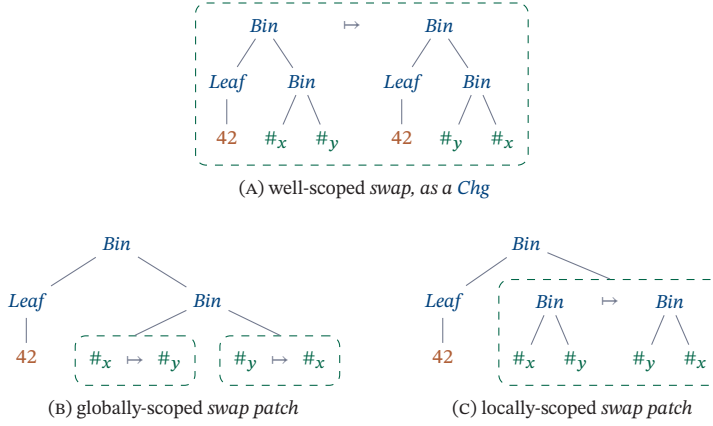 Bin ↦ Bin
Leaf Bin Leaf Bin
42 #x #y 42 #y #x
(A) well-scoped swap, as a Chg
Bin
Leaf Bin
42 #x ↦ #y #y ↦ #x
(B) globally-scoped swap patch
Bin
Leaf Bin ↦ Bin
42 #x #y #y #x
(C) locally-scoped swap patch